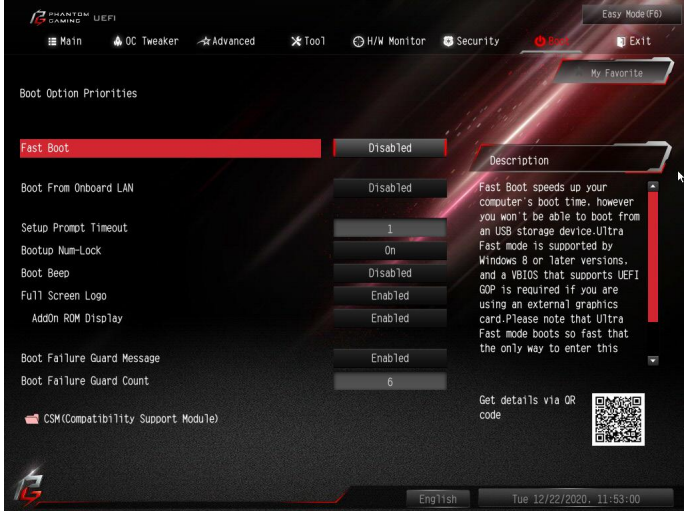 PHANTOM GAMING UEFI
Easy Mode(F6)
Main OC Tweaker Advanced Tool H/W Monitor Security Boot Exit
My Favorite
Boot Option Priorities
Fast Boot Disabled
Boot From Onboard LAN Disabled
Setup Prompt Timeout 1
Bootup Num-Lock On
Boot Beep Disabled
Full Screen Logo Enabled
AddOn ROM Display Enabled
Boot Failure Guard Message Enabled
Boot Failure Guard Count 6
CSM(Compatibility Support Module)
Description
Fast Boot speeds up your
computer's boot time. however
you won't be able to boot from
an USB storage device.Ultra
Fast mode is supported by
Windows 8 or later versions.
and a VBIOS that supports UEFI
GOP is required if you are
using an external graphics
card.Please note that Ultra
Fast mode boots so fast that
the only way to enter this
Get details via QR
code
English
Tue 12/22/2020, 11:53:00